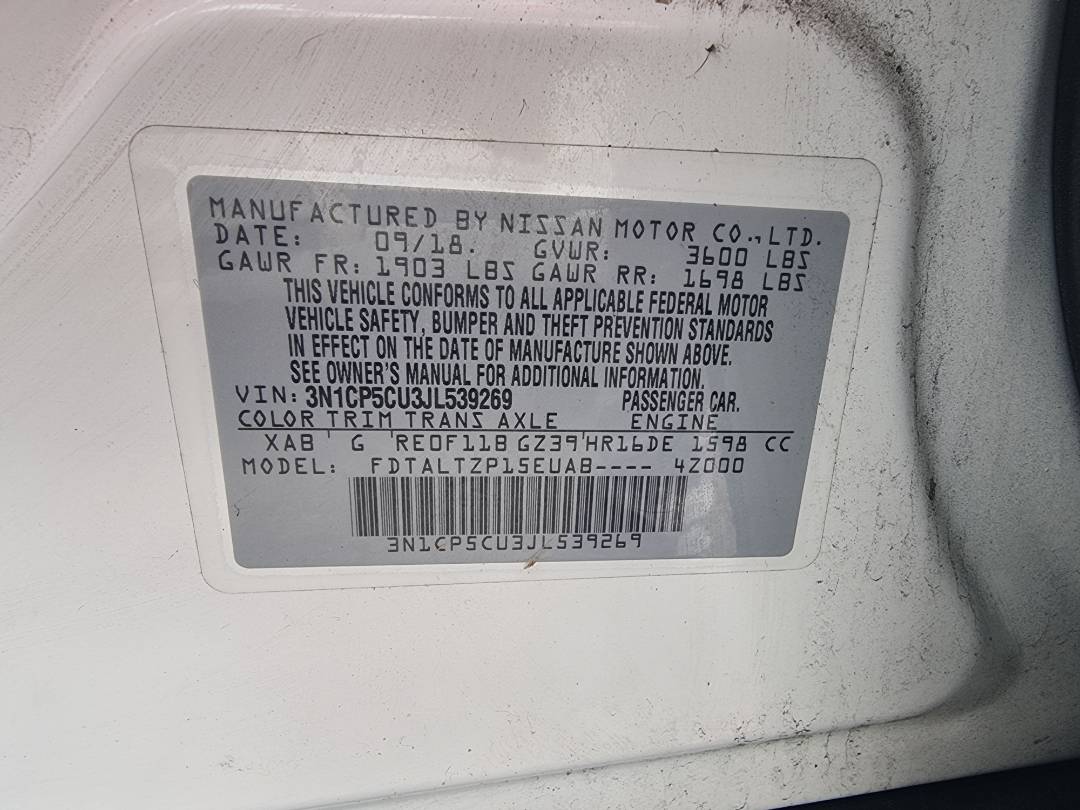 MANUFACTURED BY NISSAN MOTOR CO.,LTD.
DATE: 09/18. GVWR: 3600 LBS
GAWR FR: 1903 LBS GAWR RR: 1698 LBS
THIS VEHICLE CONFORMS TO ALL APPLICABLE FEDERAL MOTOR
VEHICLE SAFETY, BUMPER AND THEFT PREVENTION STANDARDS
IN EFFECT ON THE DATE OF MANUFACTURE SHOWN ABOVE.
SEE OWNER'S MANUAL FOR ADDITIONAL INFORMATION.
VIN: 3N1CP5CU3JL539269 PASSENGER CAR.
COLOR TRIM TRANS AXLE ENGINE
XAB G RE0F11B GZ39 HR16DE 1598 CC
MODEL: FDTALTZP15EUAB---- 4Z000
3N1CP5CU3JL539269